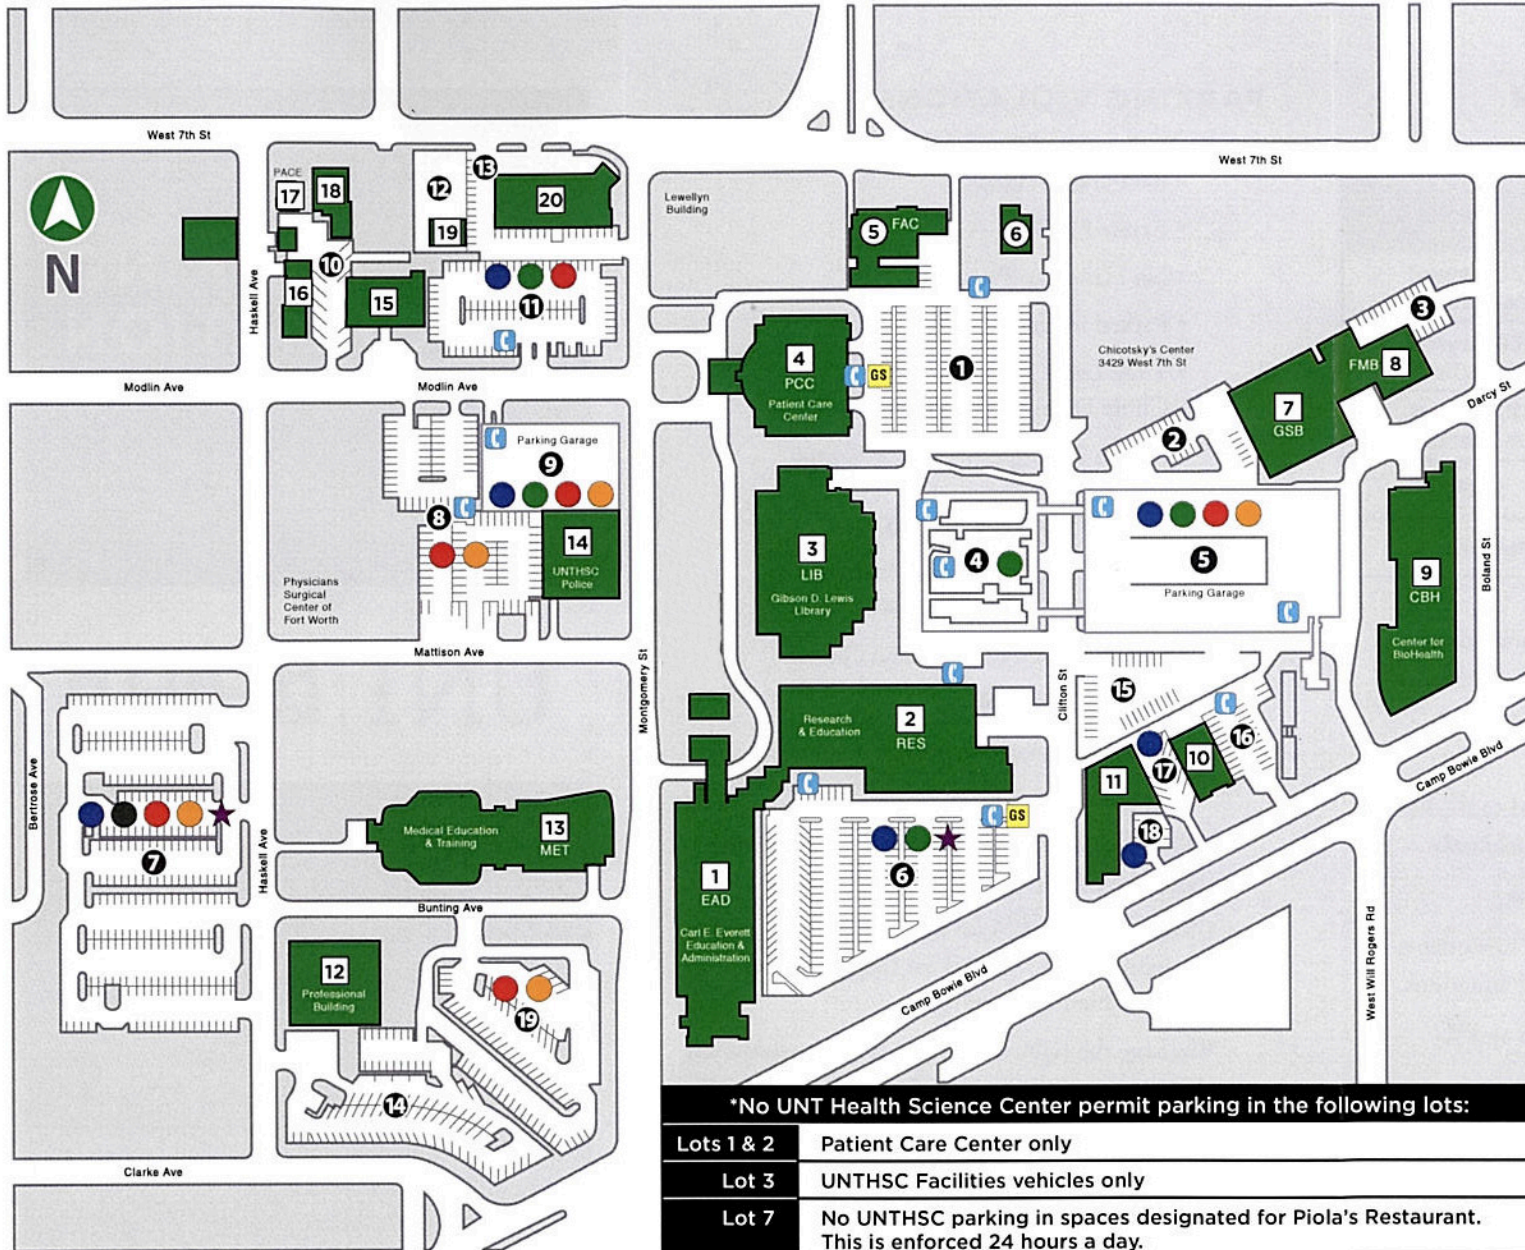 West 7th St
West 7th St
N
PACE
17
18
12
13
20
19
10
16
15
11
Haskell Ave
Modlin Ave
Modlin Ave
Lewellyn
Building
5
FAC
6
3
Chicotsky's Center
3429 West 7th St
FMB 8
7
GSB
2
Darcy St
4
PCC
Patient Care
Center
GS
1
Parking Garage
9
8
14
UNTHSC
Police
Physicians
Surgical
Center of
Fort Worth
Mattison Ave
3
LIB
Gibson D. Lewis
Library
4
5
Parking Garage
9
CBH
Center for
BioHealth
Boland St
Montgomery St
Clifton St
Research
& Education
2
RES
15
16
17
10
11
18
Camp Bowie Blvd
Bertrose Ave
7
Haskell Ave
Medical Education
& Training
13
MET
Bunting Ave
1
EAD
Carl E. Everett
Education &
Administration
GS
6
Camp Bowie Blvd
West Will Rogers Rd
12
Professional
Building
19
14
Clarke Ave
*No UNT Health Science Center permit parking in the following lots:
Lots 1 & 2 Patient Care Center only
Lot 3 UNTHSC Facilities vehicles only
Lot 7 No UNTHSC parking in spaces designated for Piola's Restaurant.
This is enforced 24 hours a day.